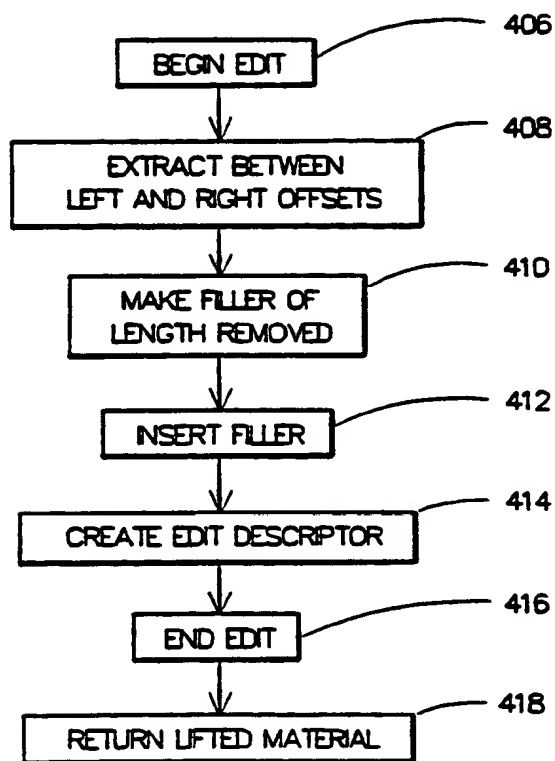 406
BEGIN EDIT
408
EXTRACT BETWEEN
LEFT AND RIGHT OFFSETS
410
MAKE FILLER OF
LENGTH REMOVED
412
INSERT FILLER
414
CREATE EDIT DESCRIPTOR
416
END EDIT
418
RETURN LIFTED MATERIAL